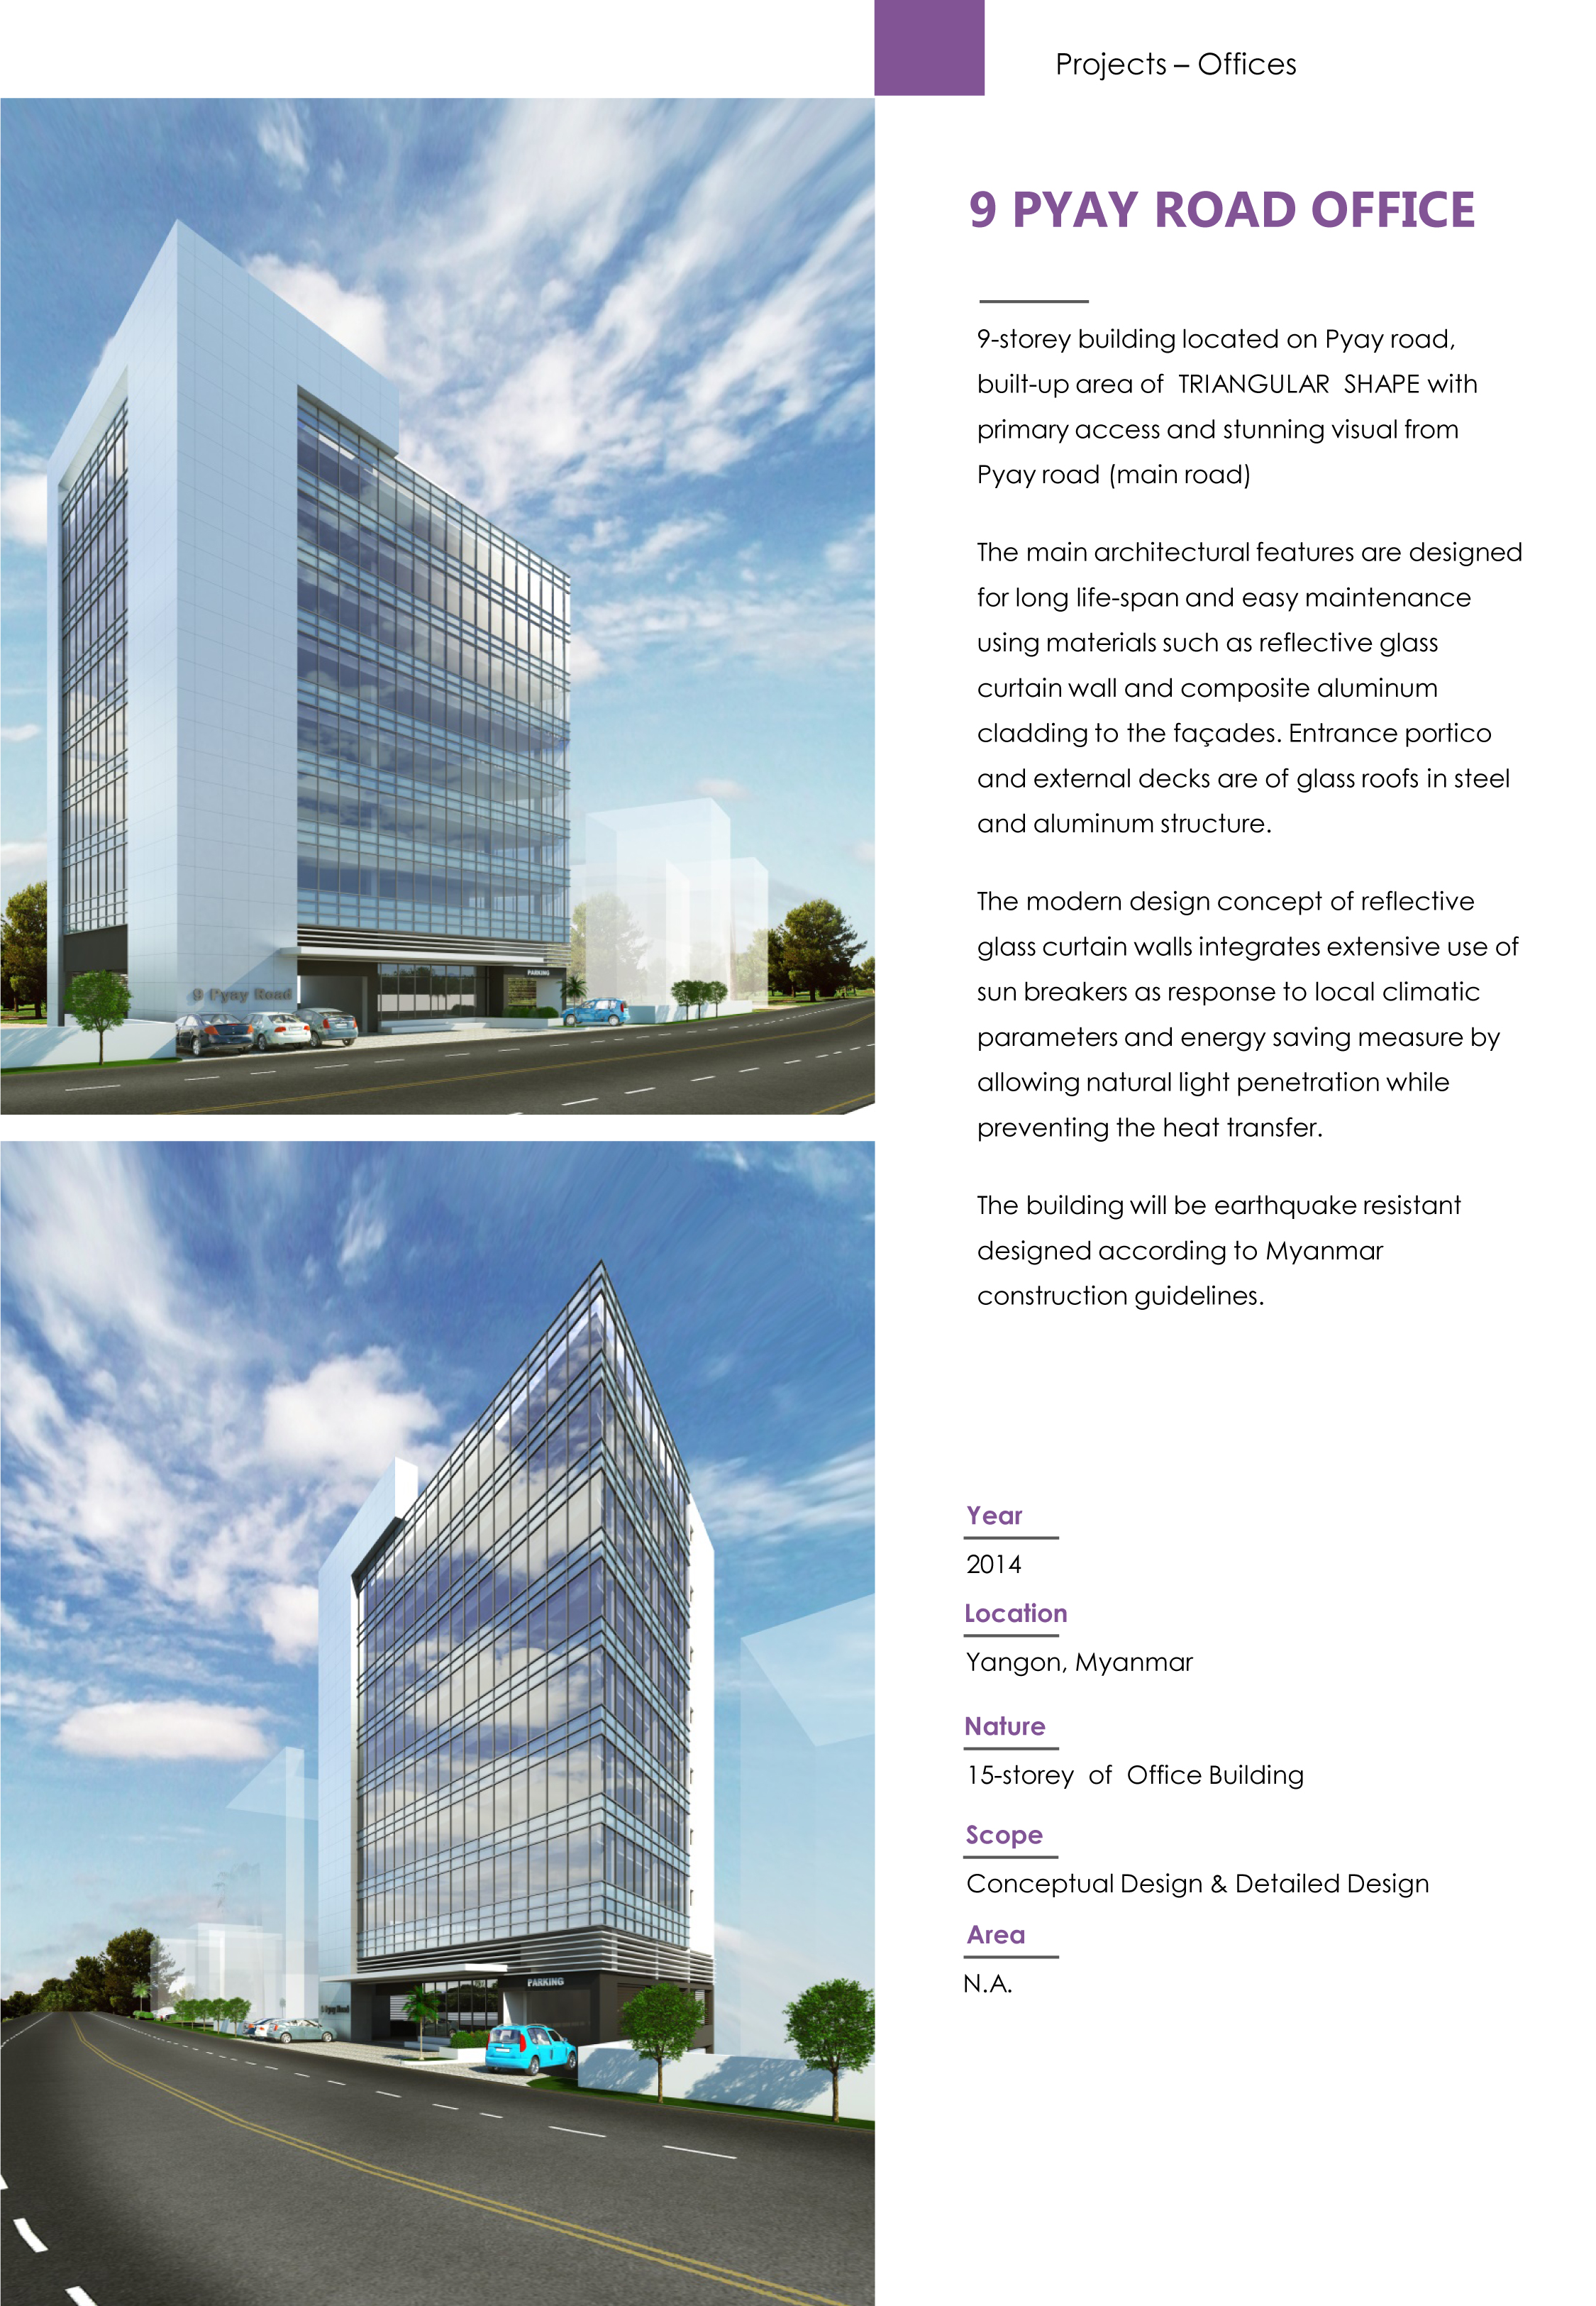 Projects – Offices
9 PYAY ROAD OFFICE
9-storey building located on Pyay road,
built-up area of TRIANGULAR SHAPE with
primary access and stunning visual from
Pyay road (main road)
The main architectural features are designed
for long life-span and easy maintenance
using materials such as reflective glass
curtain wall and composite aluminum
cladding to the façades. Entrance portico
and external decks are of glass roofs in steel
and aluminum structure.
The modern design concept of reflective
glass curtain walls integrates extensive use of
sun breakers as response to local climatic
parameters and energy saving measure by
allowing natural light penetration while
preventing the heat transfer.
The building will be earthquake resistant
designed according to Myanmar
construction guidelines.
Year
2014
Location
Yangon, Myanmar
Nature
15-storey of Office Building
Scope
Conceptual Design & Detailed Design
Area
N.A.
PARKING
9 Pyay Road
PARKING
9 Pyay Road